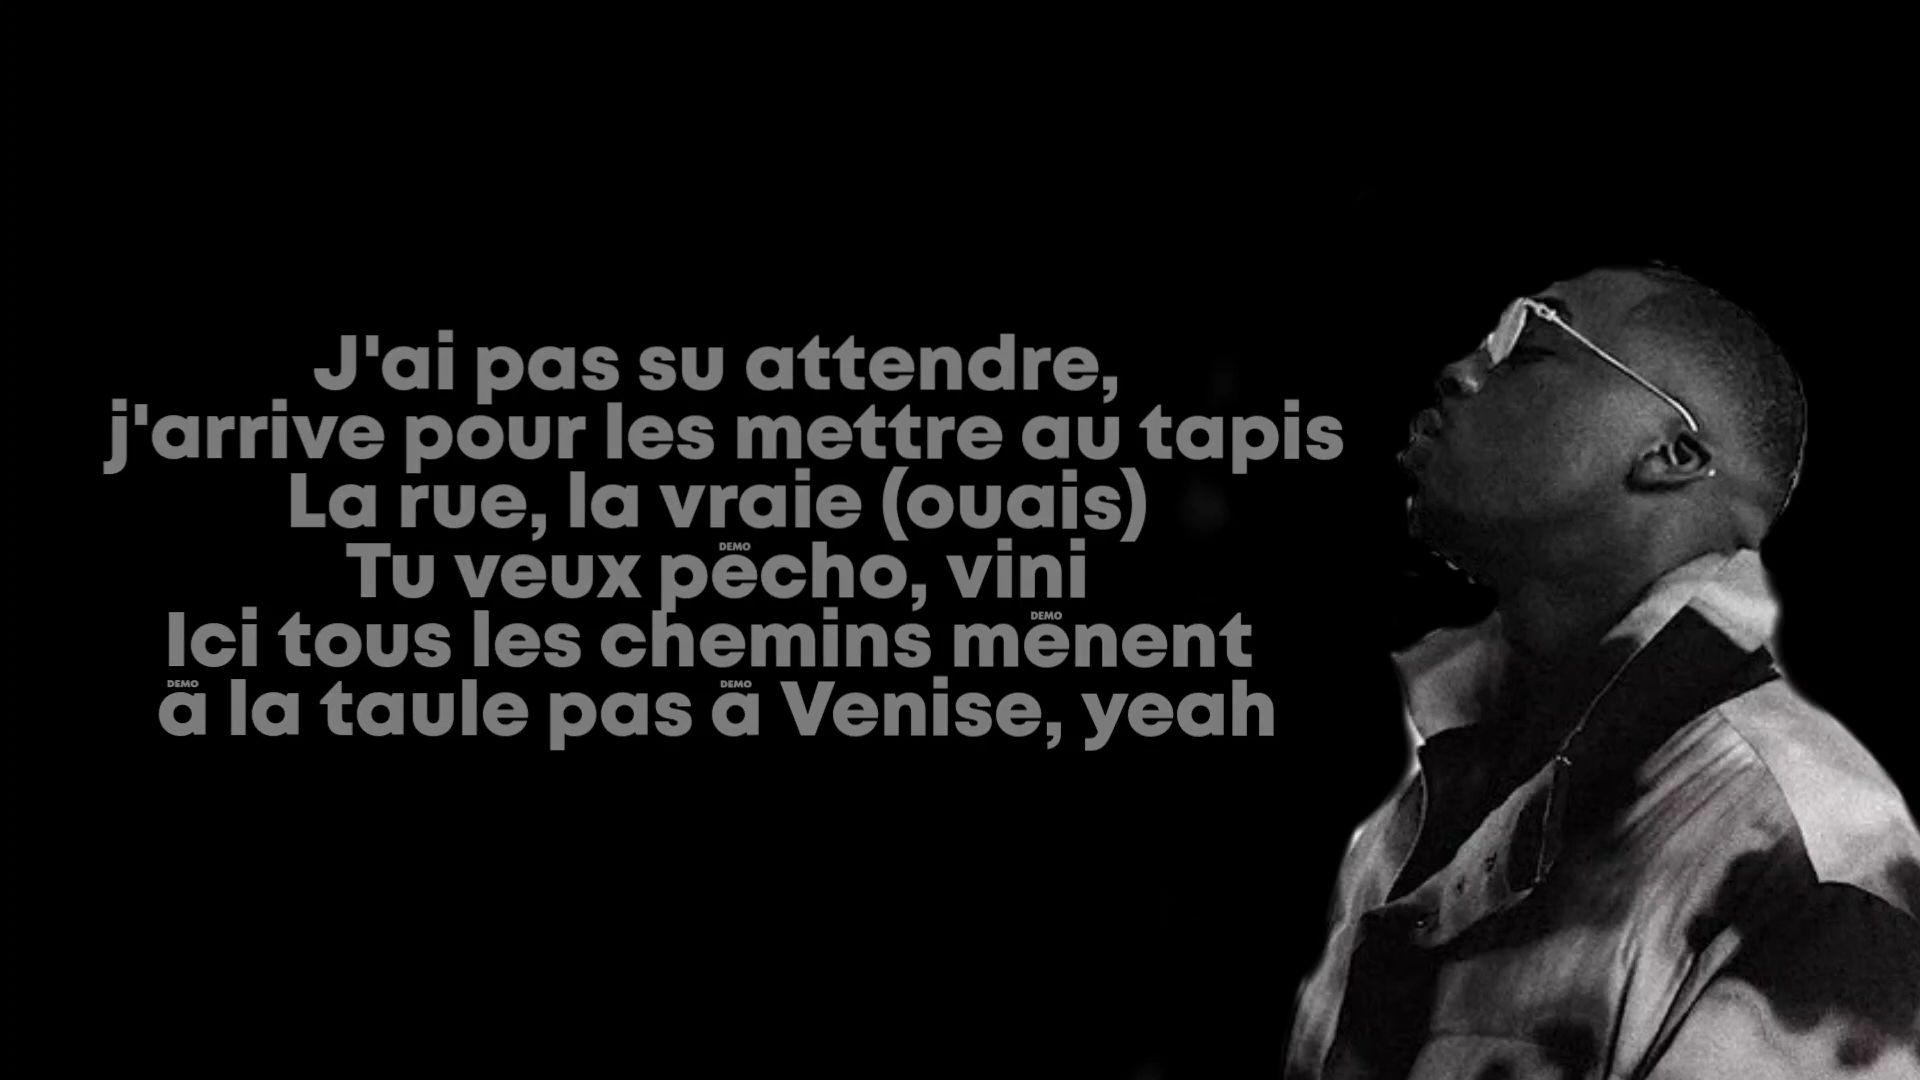 J'ai pas su attendre,
j'arrive pour les mettre au tapis
La rue, la vraie (ouais)
Tu veux pécho, vini
Ici tous les chemins mènent
à la taule pas à Venise, yeah